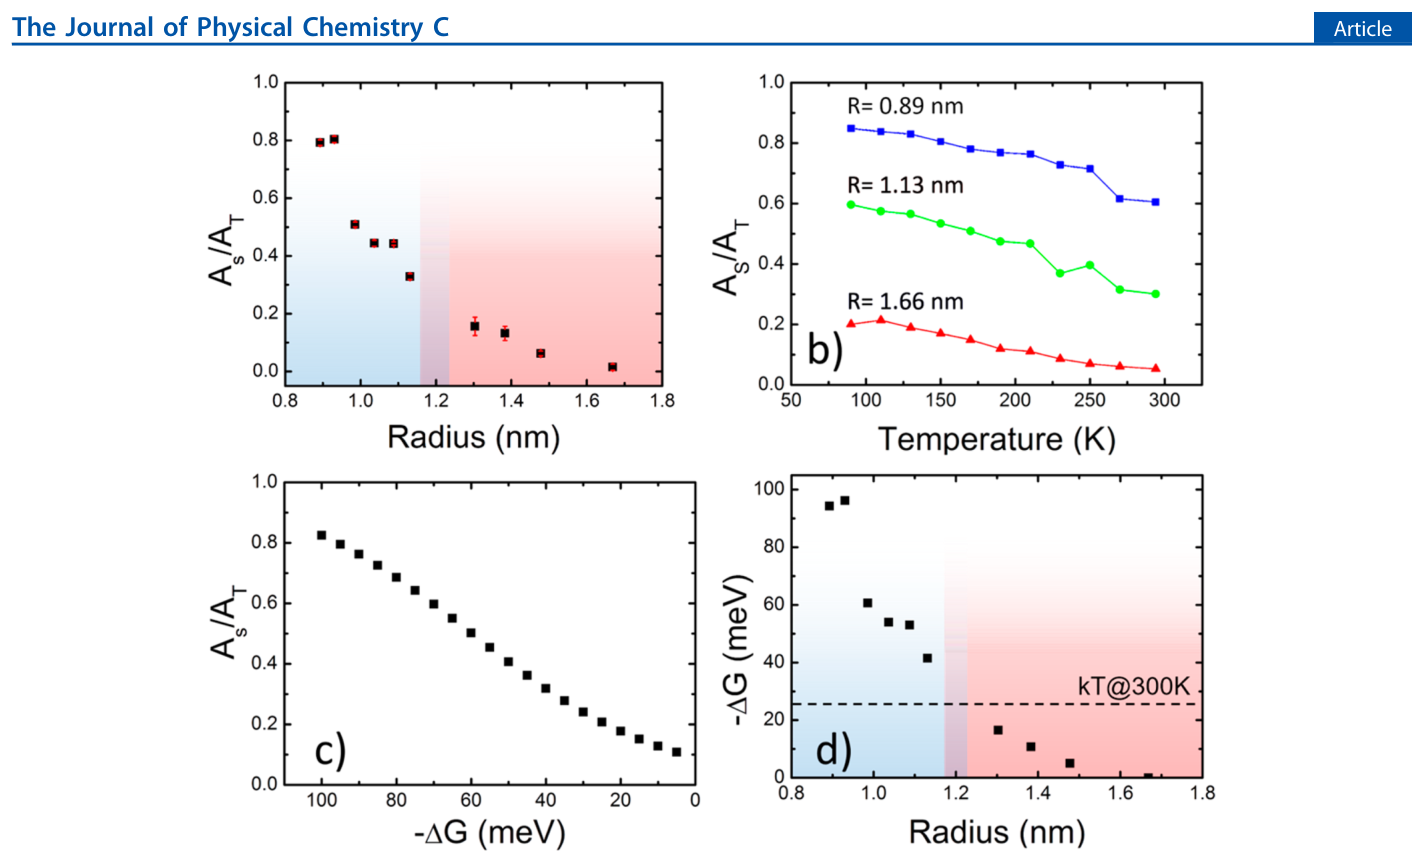 The Journal of Physical Chemistry C
Article
1.0
0.8
0.6
0.4
0.2
0.0
As/AT
0.8 1.0 1.2 1.4 1.6 1.8
Radius (nm)
1.0
0.8
0.6
0.4
0.2
0.0
AS/AT
R= 0.89 nm
R= 1.13 nm
R= 1.66 nm
b)
50 100 150 200 250 300
Temperature (K)
1.0
0.8
0.6
0.4
0.2
0.0
As/AT
c)
100 80 60 40 20 0
-ΔG (meV)
100
80
60
40
20
0
-ΔG (meV)
kT@300K
d)
0.8 1.0 1.2 1.4 1.6 1.8
Radius (nm)